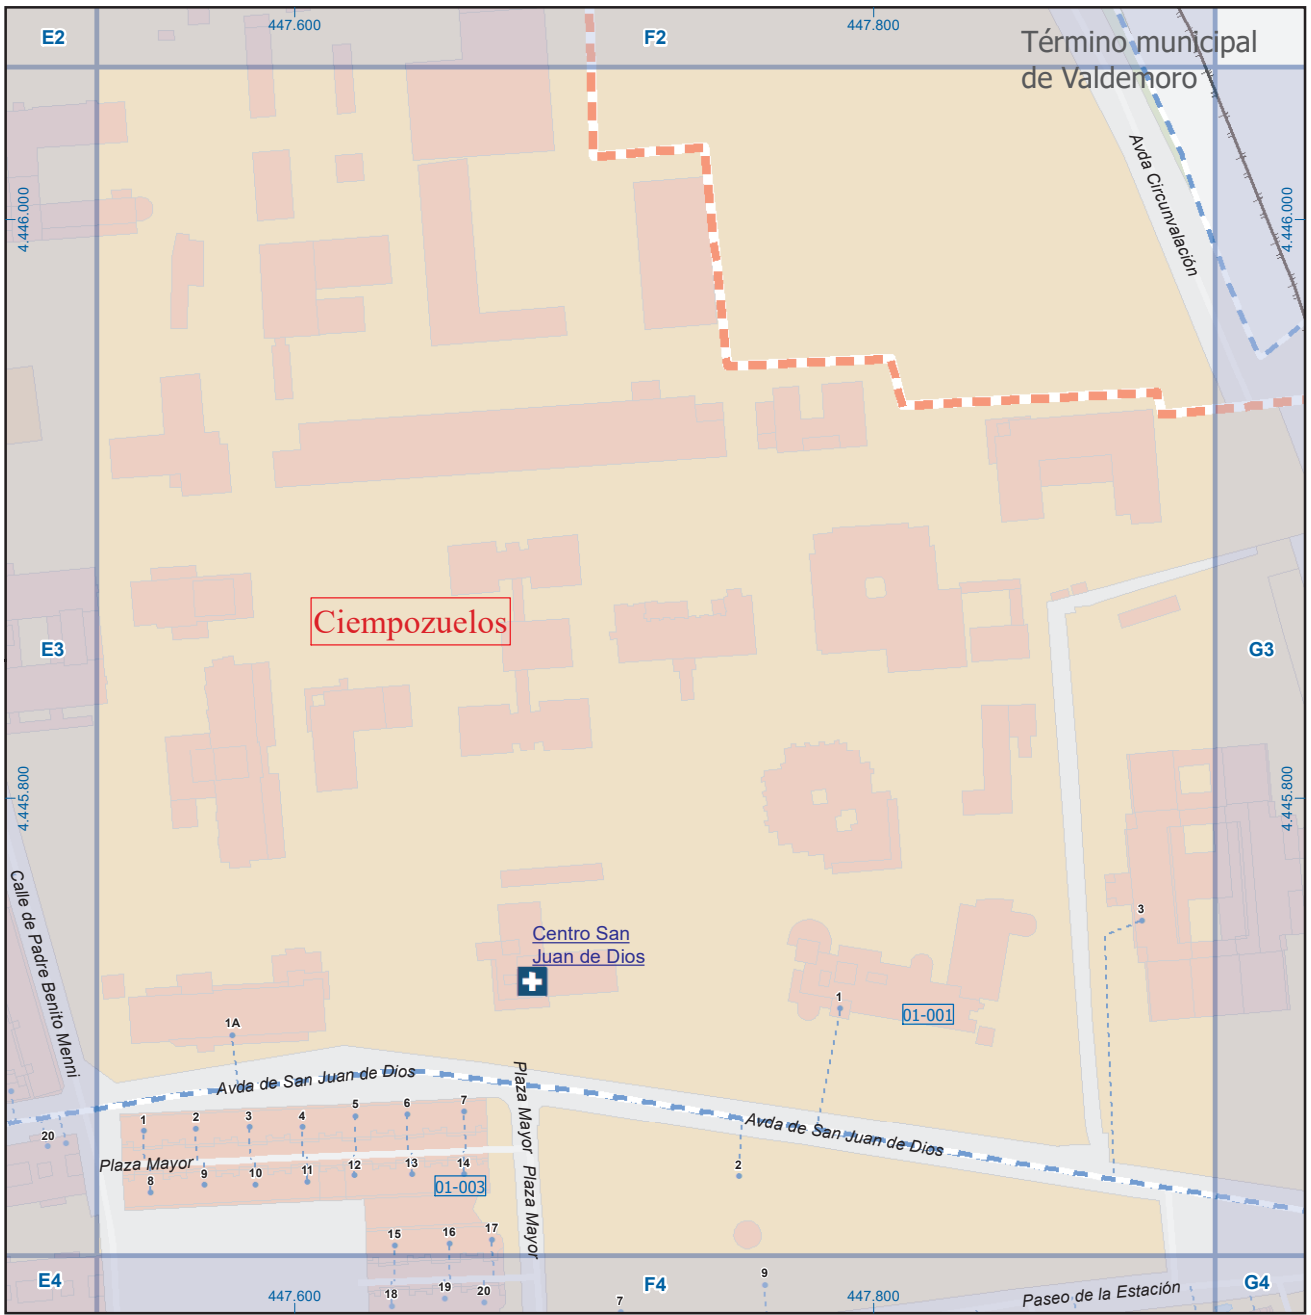 447.600
447.800
E2
F2
Término municipal
de Valdemoro
Avda Circunvalación
4.446.000
4.446.000
Ciempozuelos
E3
G3
4.445.800
4.445.800
Calle de Padre Benito Menni
3
Centro San
Juan de Dios
1
01-001
1A
Avda de San Juan de Dios
Plaza Mayor
Avda de San Juan de Dios
1
2
3
4
5
6
7
20
Plaza Mayor
8
9
10
11
12
13
14
2
01-003
Plaza Mayor
15
16
17
E4
F4
G4
9
18
19
20
7
447.600
447.800
Paseo de la Estación